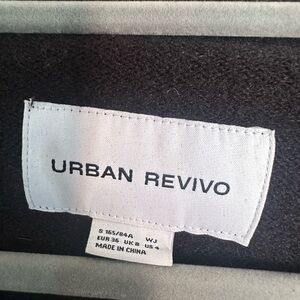 URBAN REVIVO
S 165/84A WJ
EUR 36 UK 8 US 4
MADE IN CHINA